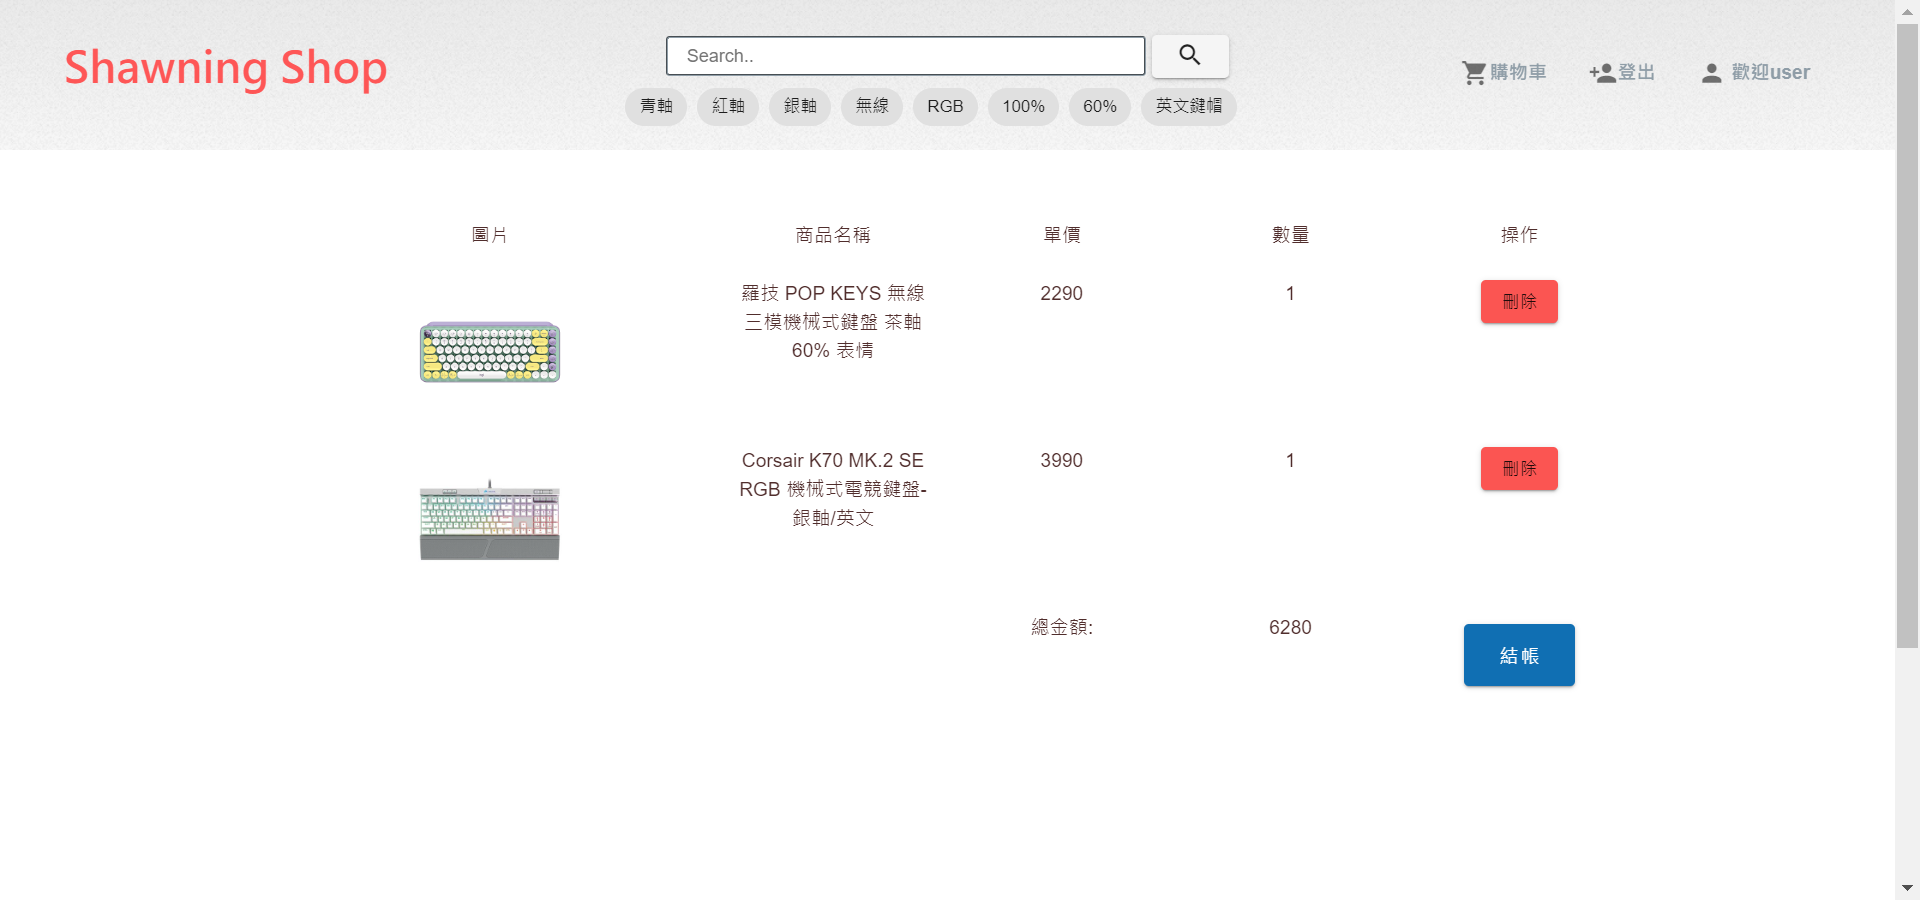 Shawning Shop
Search..
購物車
登出
歡迎user
青軸
紅軸
銀軸
無線
RGB
100%
60%
英文鍵帽
圖片
商品名稱
單價
數量
操作
羅技 POP KEYS 無線
三模機械式鍵盤 茶軸
60% 表情
2290
1
刪除
Corsair K70 MK.2 SE
RGB 機械式電競鍵盤-
銀軸/英文
3990
1
刪除
總金額:
6280
結帳